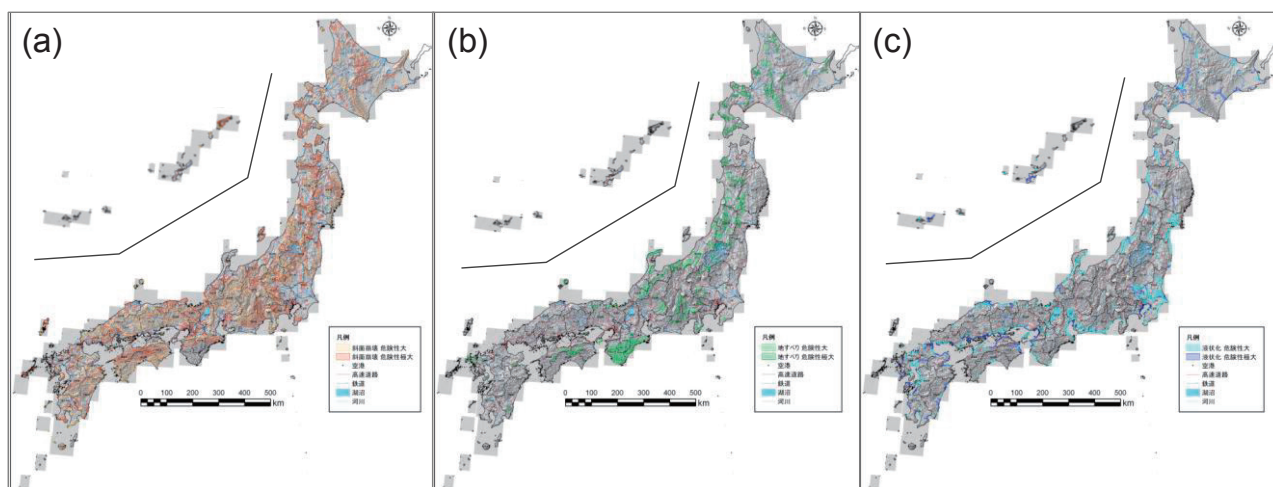 (a)
凡例
斜面崩壊 危険性大
斜面崩壊 危険性極大
空港
高速道路
鉄道
湖沼
河川
0 100 200 300 400 500
km
(b)
凡例
地すべり 危険性大
地すべり 危険性極大
空港
高速道路
鉄道
湖沼
河川
0 100 200 300 400 500
km
(c)
凡例
液状化 危険性大
液状化 危険性極大
空港
高速道路
鉄道
湖沼
河川
0 100 200 300 400 500
km